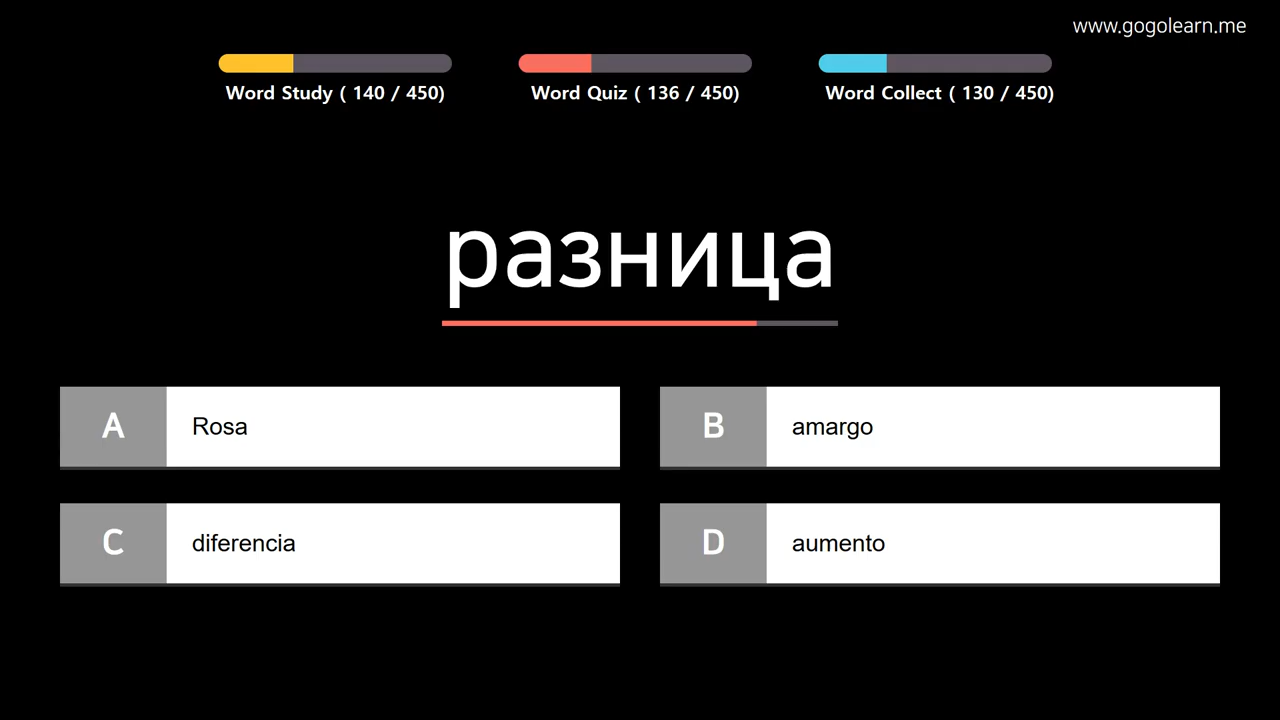 www.gogolearn.me
Word Study ( 140 / 450)
Word Quiz ( 136 / 450)
Word Collect ( 130 / 450)
разница
A
Rosa
B
amargo
C
diferencia
D
aumento